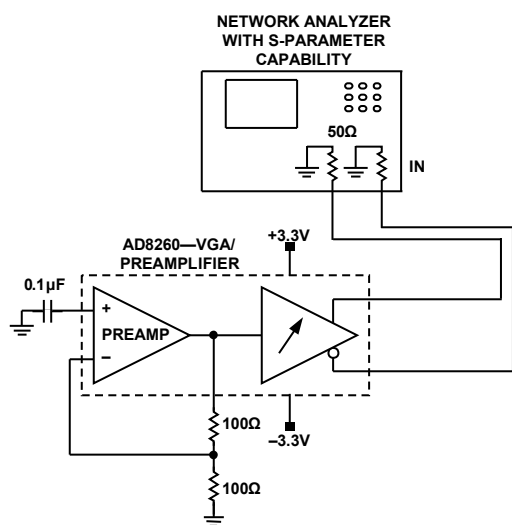 NETWORK ANALYZER
WITH S-PARAMETER
CAPABILITY
50Ω
IN
+3.3V
AD8260—VGA/
PREAMPLIFIER
0.1µF
+
PREAMP
–
100Ω
–3.3V
100Ω